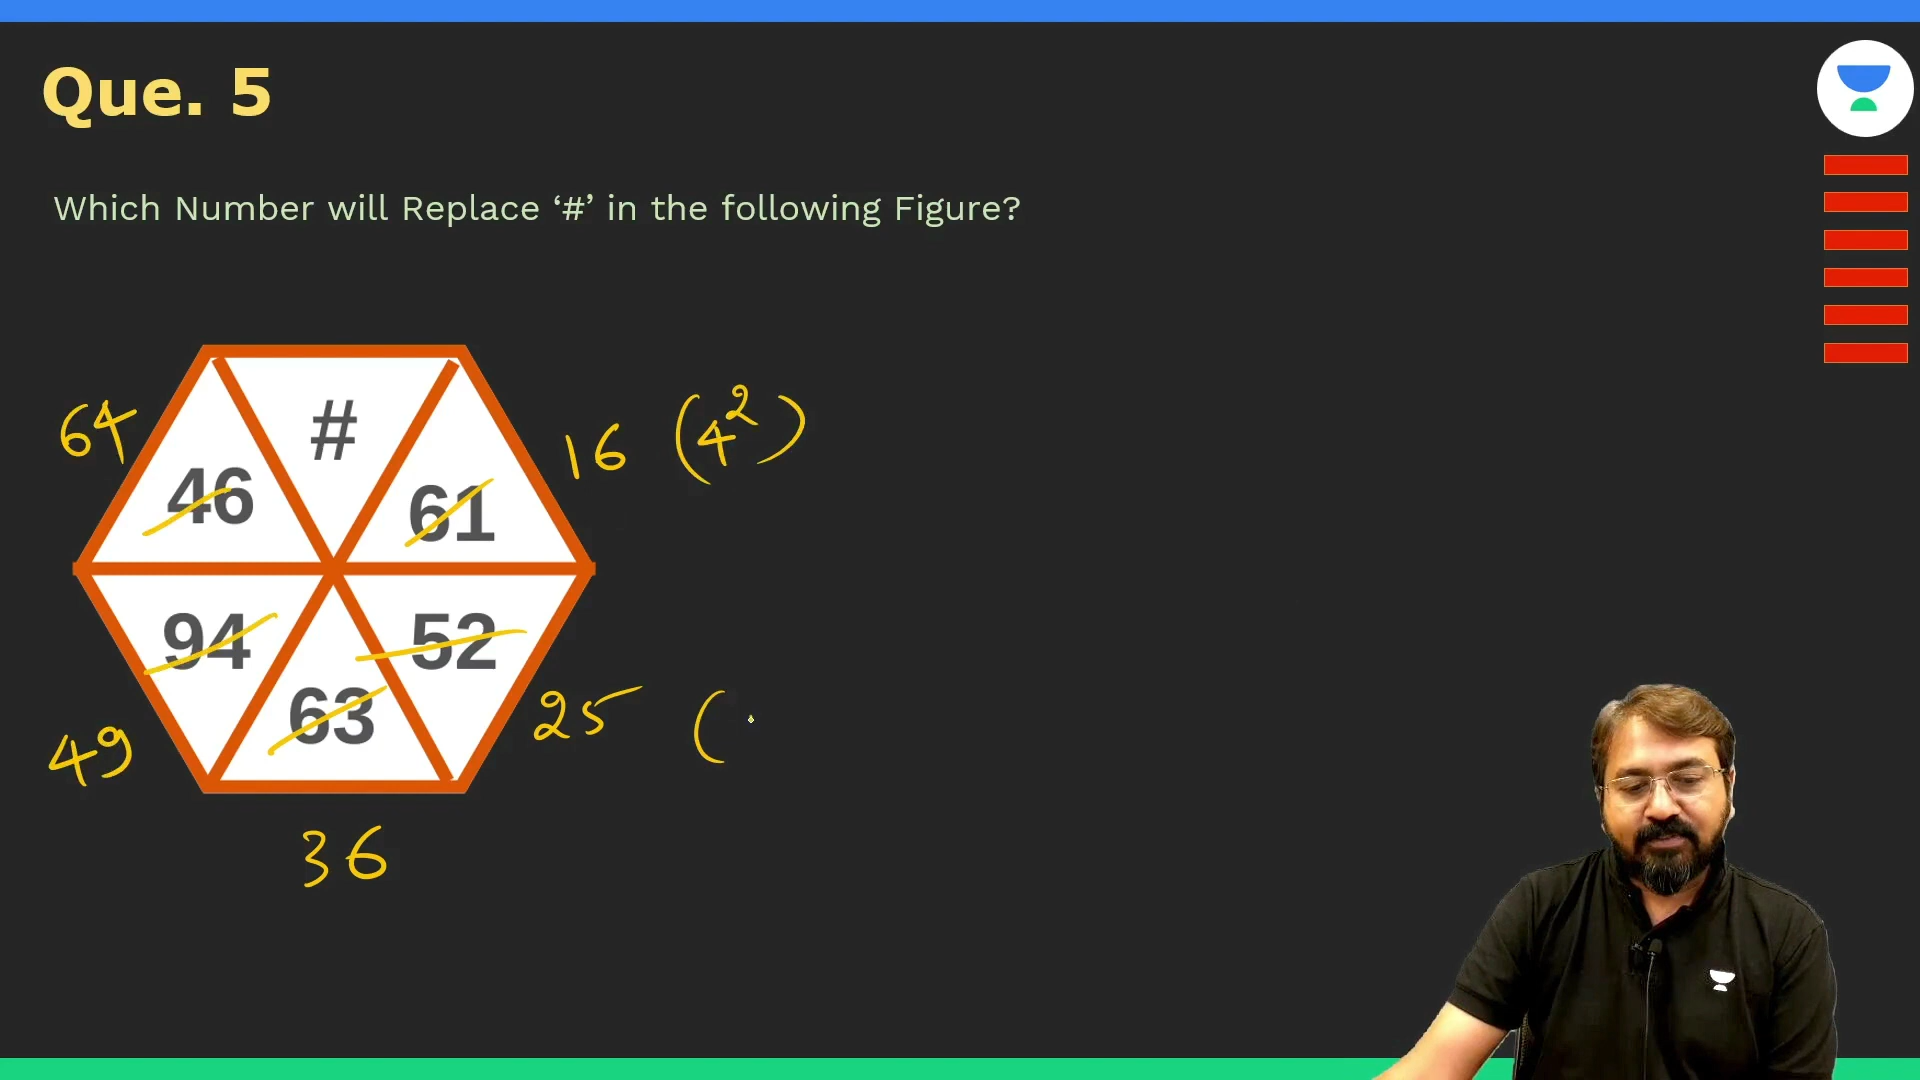 Que. 5
Which Number will Replace ‘#’ in the following Figure?
64 # 16 (4²)
46 61
94 52
63
49 25 (
36